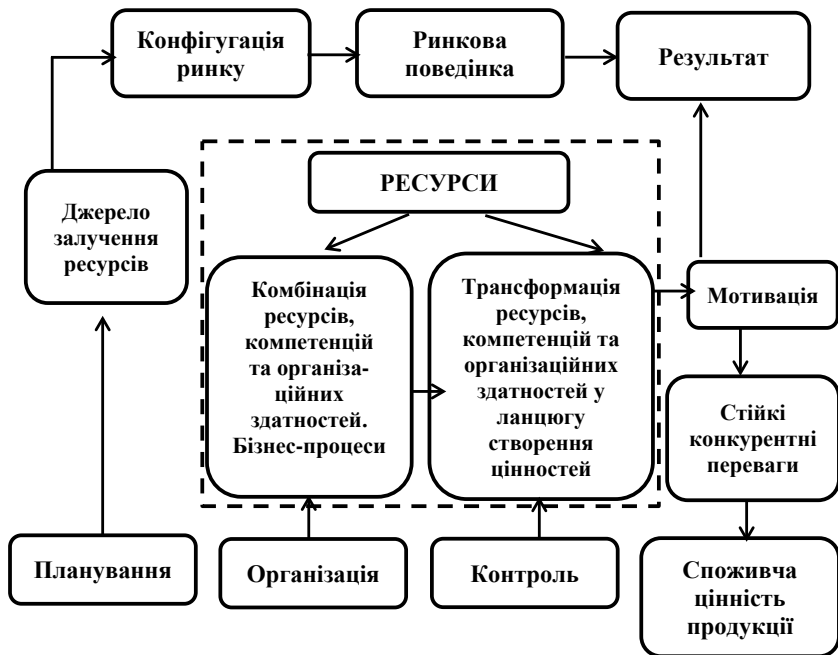 Конфігугація
ринку
Ринкова
поведінка
Результат
РЕСУРСИ
Джерело
залучення
ресурсів
Комбінація
ресурсів,
компетенцій
та організа-
ційних
здатностей.
Бізнес-процеси
Трансформація
ресурсів,
компетенцій та
організаційних
здатностей у
ланцюгу
створення
цінностей
Мотивація
Стійкі
конкурентні
переваги
Планування
Організація
Контроль
Споживча
цінність
продукції